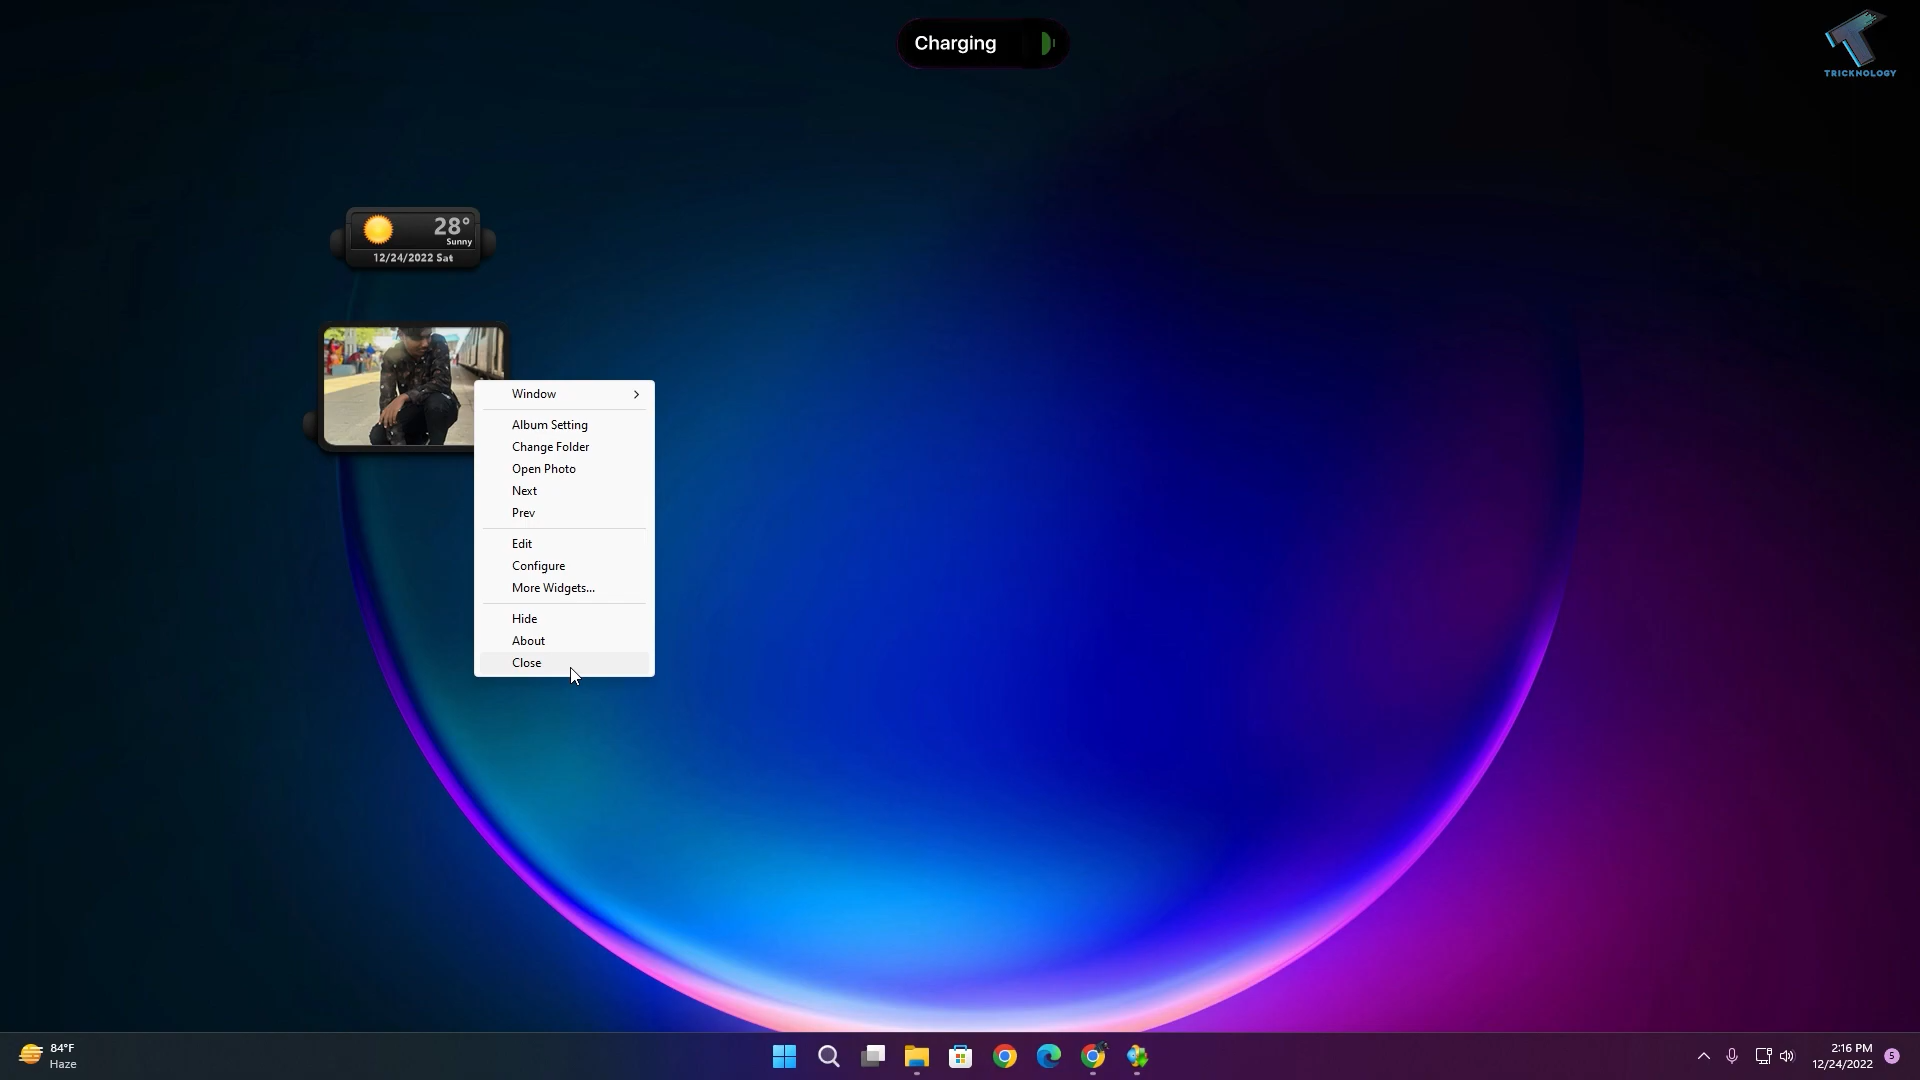 Charging
TRICKNOLOGY
28°
Sunny
12/24/2022 Sat
Window
Album Setting
Change Folder
Open Photo
Next
Prev
Edit
Configure
More Widgets...
Hide
About
Close
84°F
Haze
2:16 PM
12/24/2022
5